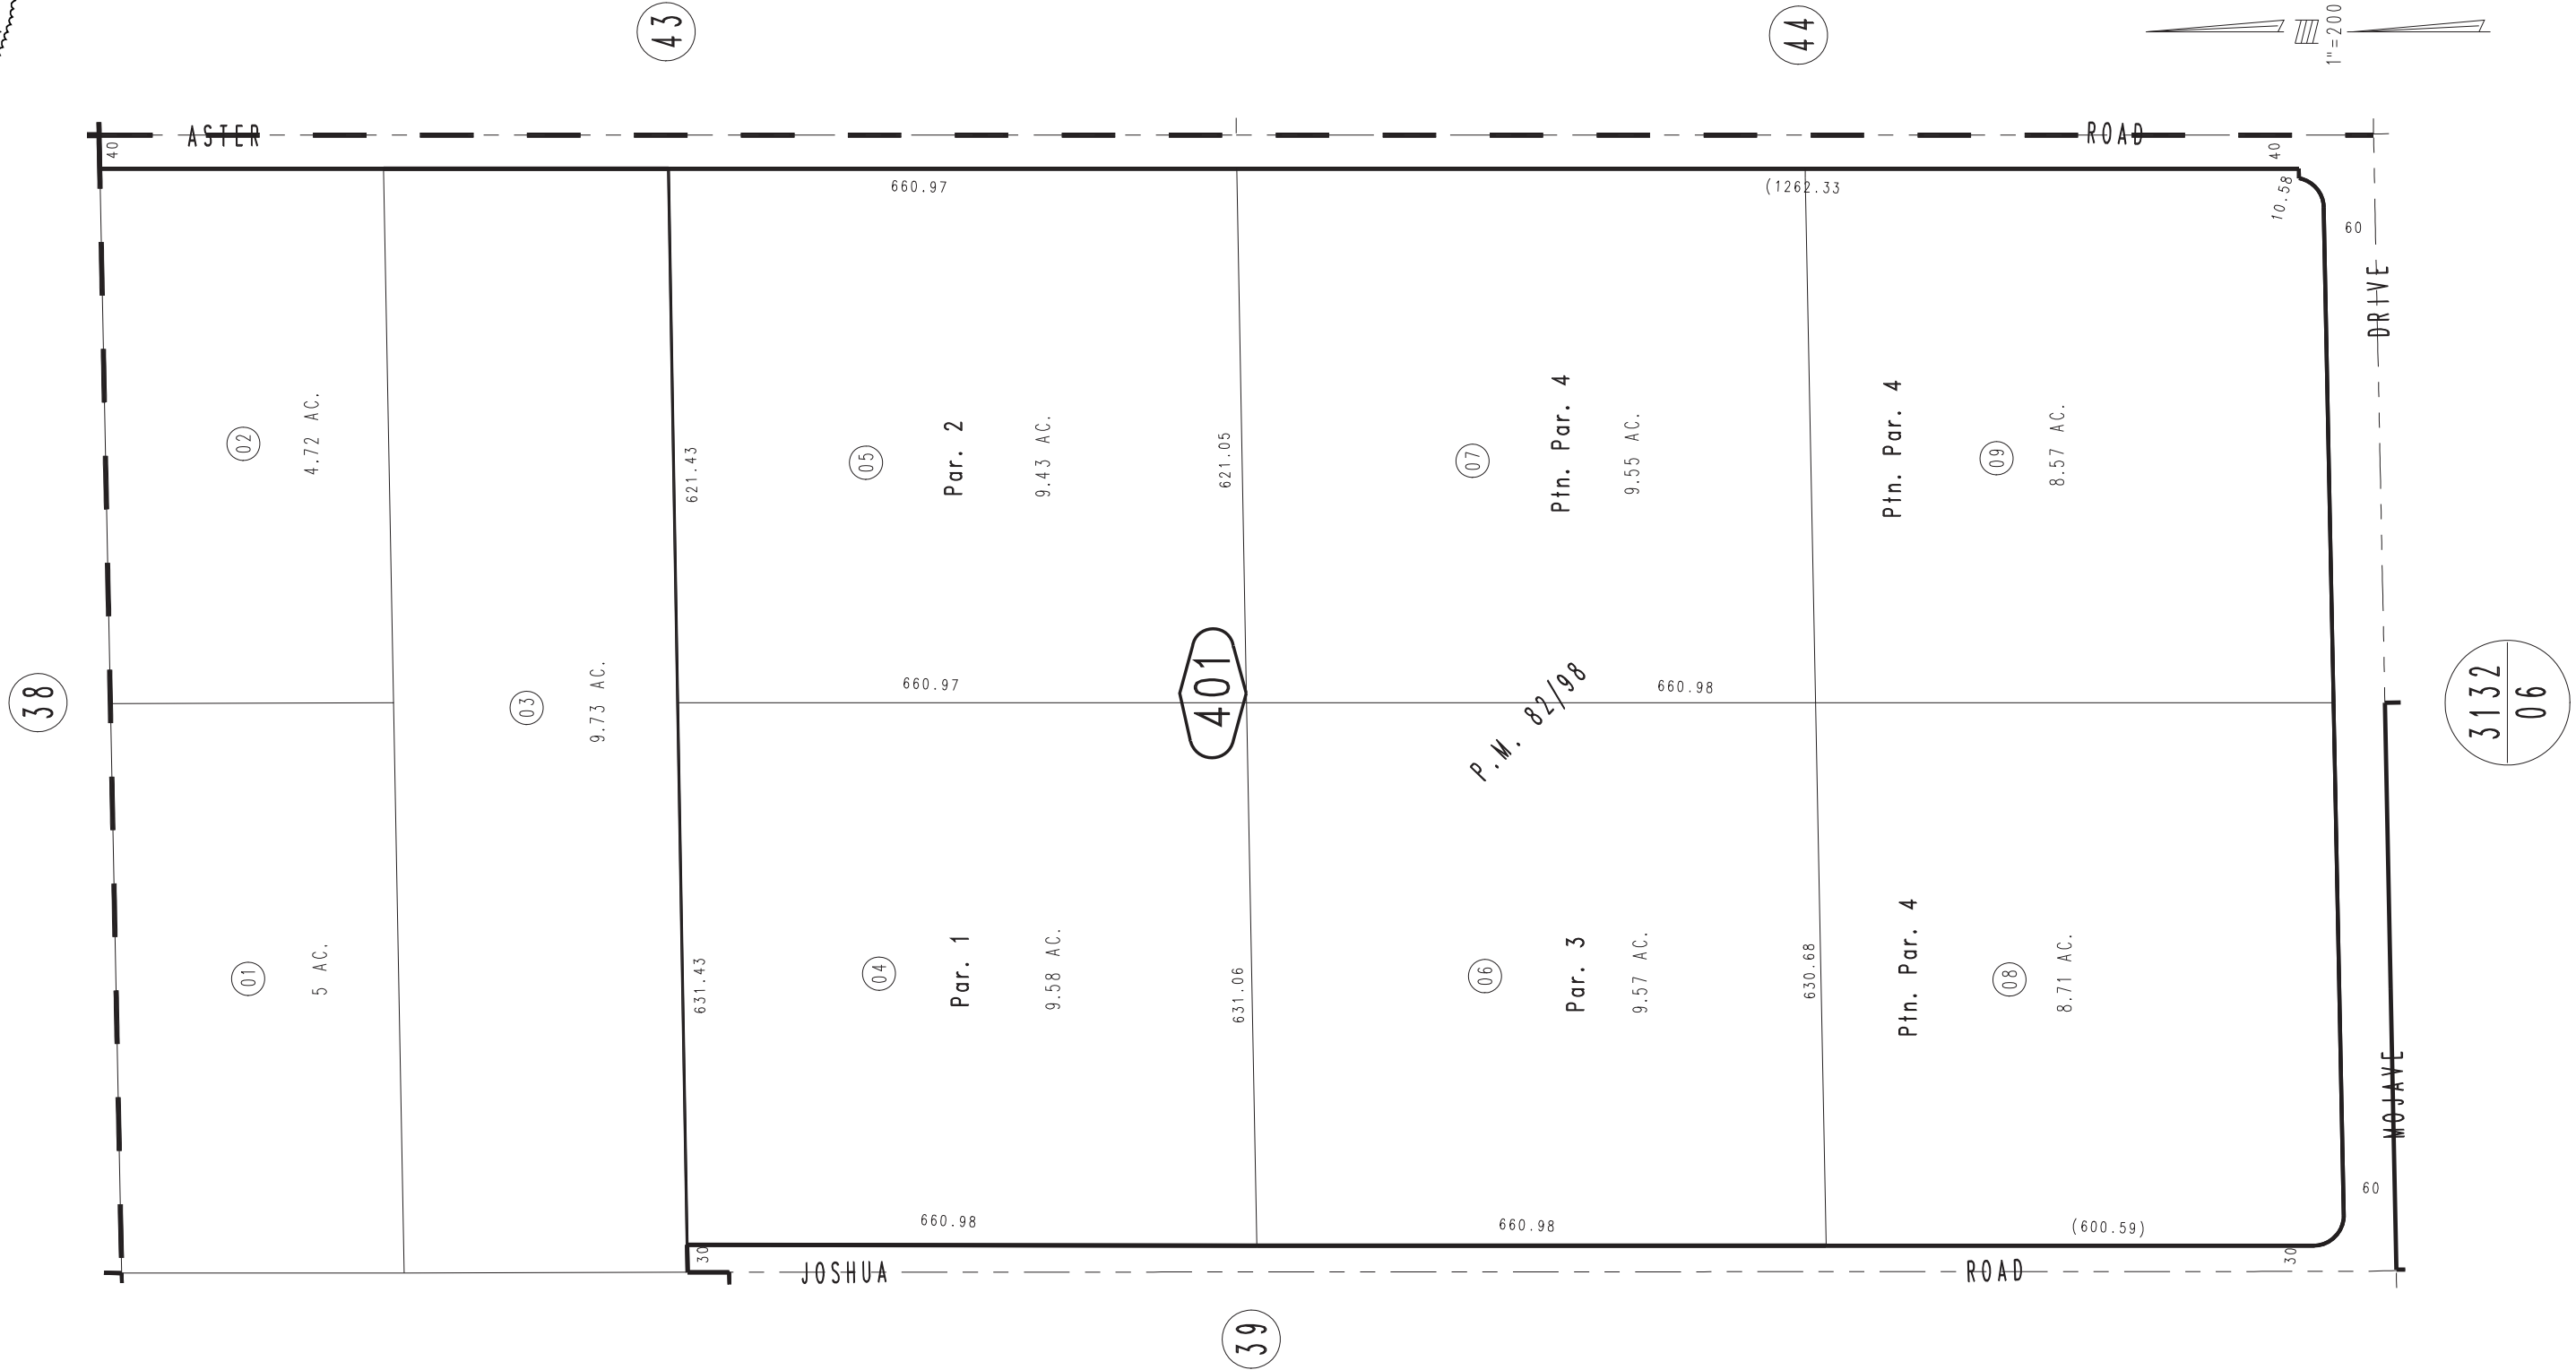 43
44
1"=200
ASTER
ROAD
40
40
660.97
(1262.33
10.58
60
DRIVE
02
4.72 AC.
621.43
05
Par. 2
9.43 AC.
621.05
07
Ptn. Par. 4
9.55 AC.
Ptn. Par. 4
09
8.57 AC.
38
03
9.73 AC.
660.97
401
P.M. 82/98
660.98
3132
06
01
5 AC.
631.43
04
Par. 1
9.58 AC.
631.06
06
Par. 3
9.57 AC.
630.68
Ptn. Par. 4
08
8.71 AC.
MOJAVE
60
660.98
660.98
(600.59)
30
30
JOSHUA
ROAD
39